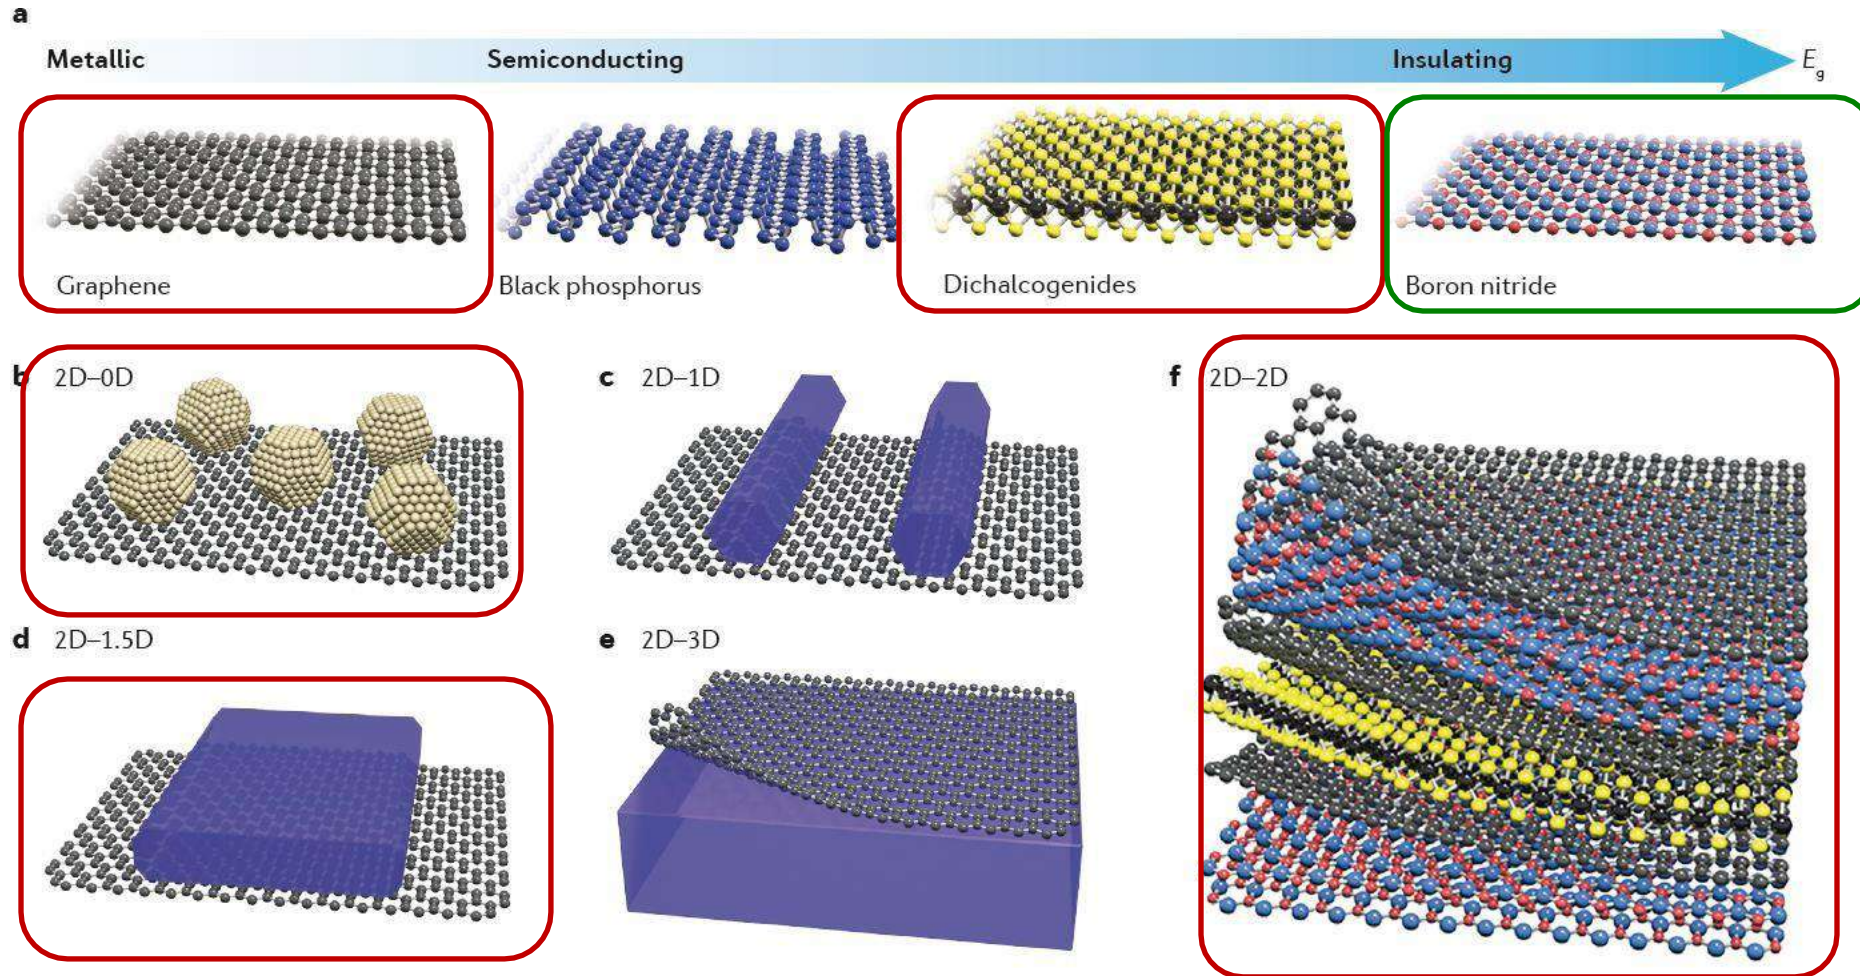 a
Metallic Semiconducting Insulating Eg
Graphene Black phosphorus Dichalcogenides Boron nitride
b 2D–0D c 2D–1D f 2D–2D
d 2D–1.5D e 2D–3D